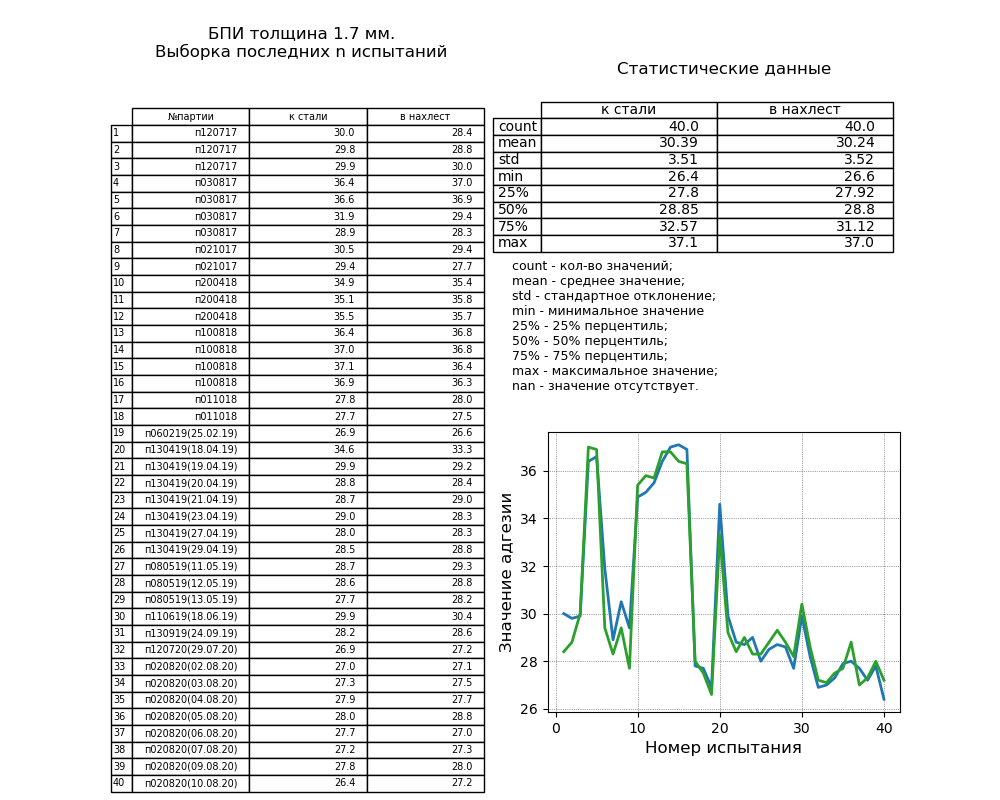 БПИ толщина 1.7 мм.
Выборка последних n испытаний
№партии к стали в нахлест
1 п120717 30.0 28.4
2 п120717 29.8 28.8
3 п120717 29.9 30.0
4 п030817 36.4 37.0
5 п030817 36.6 36.9
6 п030817 31.9 29.4
7 п030817 28.9 28.3
8 п021017 30.5 29.4
9 п021017 29.4 27.7
10 п200418 34.9 35.4
11 п200418 35.1 35.8
12 п200418 35.5 35.7
13 п100818 36.4 36.8
14 п100818 37.0 36.8
15 п100818 37.1 36.4
16 п100818 36.9 36.3
17 п011018 27.8 28.0
18 п011018 27.7 27.5
19 п060219(25.02.19) 26.9 26.6
20 п130419(18.04.19) 34.6 33.3
21 п130419(19.04.19) 29.9 29.2
22 п130419(20.04.19) 28.8 28.4
23 п130419(21.04.19) 28.7 29.0
24 п130419(23.04.19) 29.0 28.3
25 п130419(27.04.19) 28.0 28.3
26 п130419(29.04.19) 28.5 28.8
27 п080519(11.05.19) 28.7 29.3
28 п080519(12.05.19) 28.6 28.8
29 п080519(13.05.19) 27.7 28.2
30 п110619(18.06.19) 29.9 30.4
31 п130919(24.09.19) 28.2 28.6
32 п120720(29.07.20) 26.9 27.2
33 п020820(02.08.20) 27.0 27.1
34 п020820(03.08.20) 27.3 27.5
35 п020820(04.08.20) 27.9 27.7
36 п020820(05.08.20) 28.0 28.8
37 п020820(06.08.20) 27.7 27.0
38 п020820(07.08.20) 27.2 27.3
39 п020820(09.08.20) 27.8 28.0
40 п020820(10.08.20) 26.4 27.2
Статистические данные
к стали в нахлест
count 40.0 40.0
mean 30.39 30.24
std 3.51 3.52
min 26.4 26.6
25% 27.8 27.92
50% 28.85 28.8
75% 32.57 31.12
max 37.1 37.0
count - кол-во значений;
mean - среднее значение;
std - стандартное отклонение;
min - минимальное значение
25% - 25% перцентиль;
50% - 50% перцентиль;
75% - 75% перцентиль;
max - максимальное значение;
nan - значение отсутствует.
Значение адгезии
36
34
32
30
28
26
0 10 20 30 40
Номер испытания